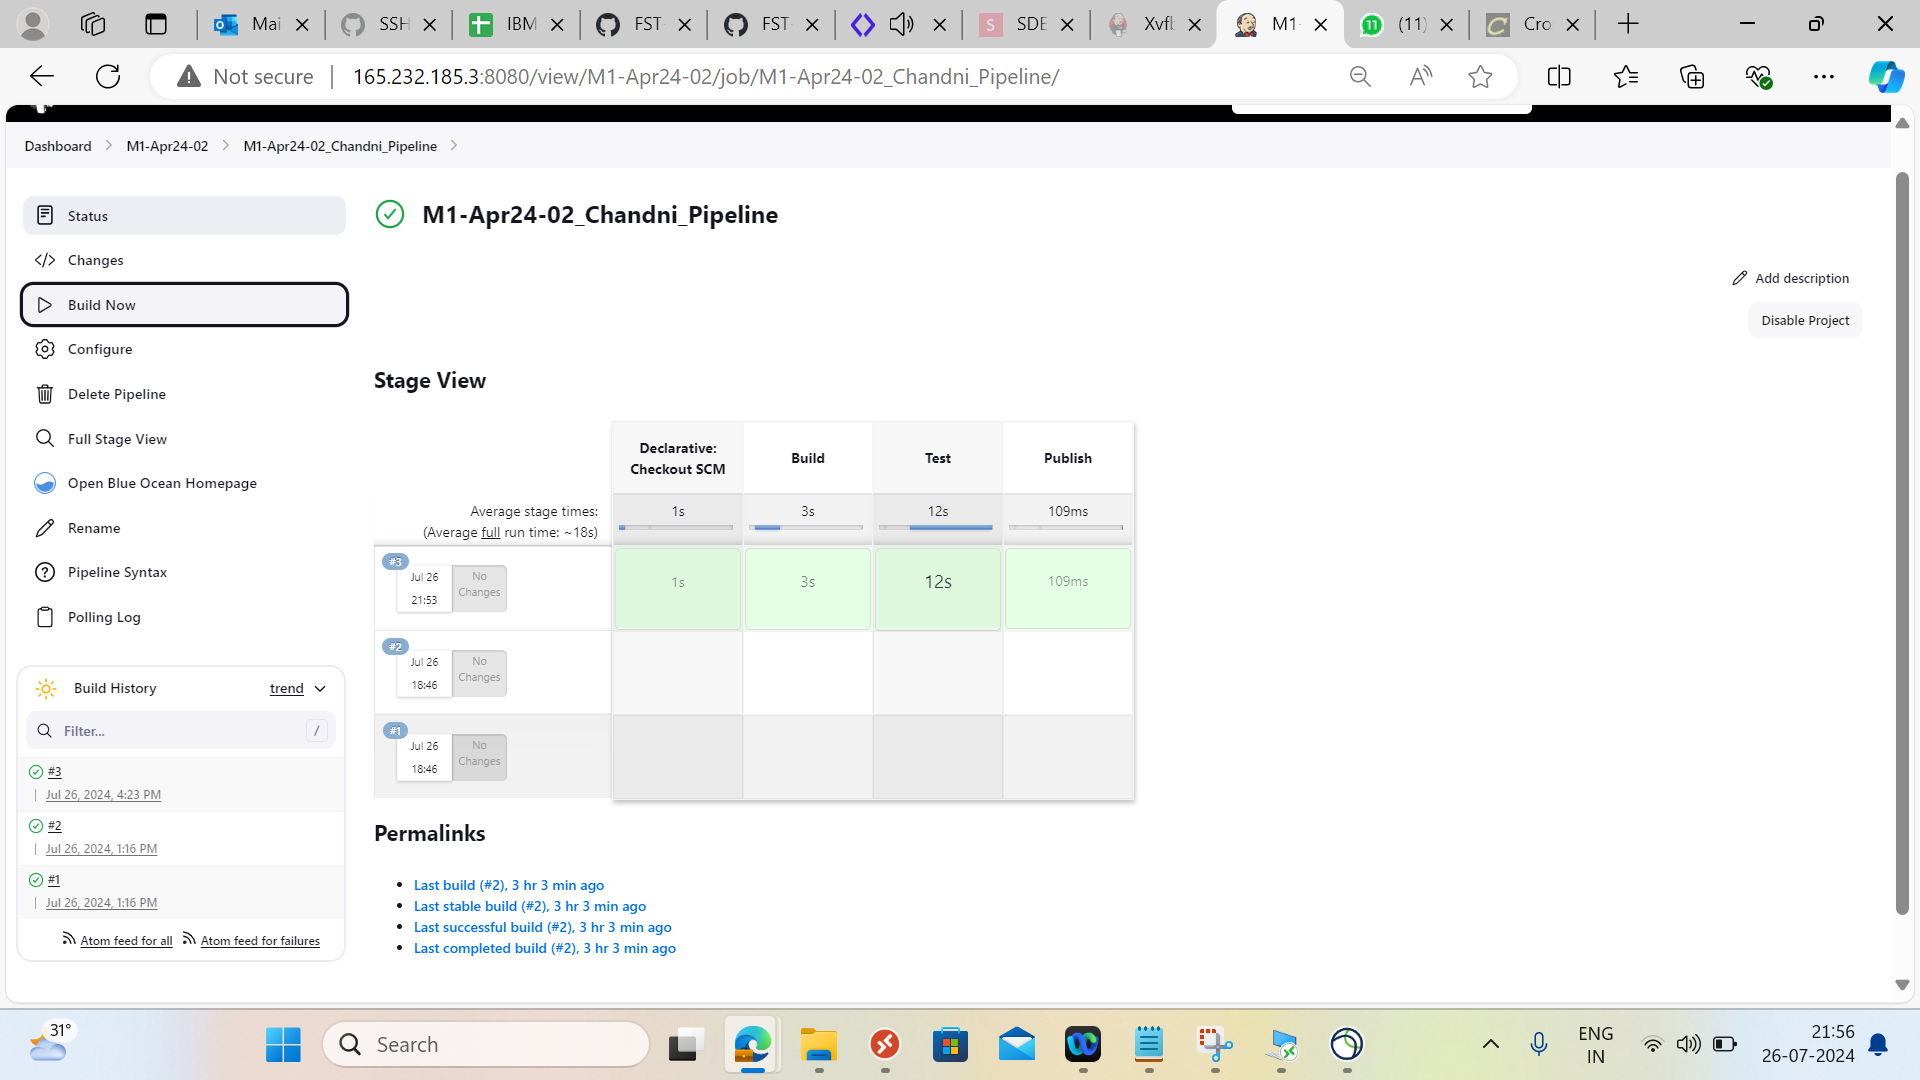 Mai
SSH
IBM
FST-
FST-
SDE
Xvfb
M1-
(11)
Cro
Not secure
165.232.185.3:8080/view/M1-Apr24-02/job/M1-Apr24-02_Chandni_Pipeline/
Dashboard
M1-Apr24-02
M1-Apr24-02_Chandni_Pipeline
Status
Changes
Build Now
Configure
Delete Pipeline
Full Stage View
Open Blue Ocean Homepage
Rename
Pipeline Syntax
Polling Log
Build History
trend
Filter...
/
#3
Jul 26, 2024, 4:23 PM
#2
Jul 26, 2024, 1:16 PM
#1
Jul 26, 2024, 1:16 PM
Atom feed for all
Atom feed for failures
M1-Apr24-02_Chandni_Pipeline
Add description
Disable Project
Stage View
Declarative:
Checkout SCM
Build
Test
Publish
Average stage times:
(Average full run time: ~18s)
1s
3s
12s
109ms
#3
Jul 26
21:53
No
Changes
1s
3s
12s
109ms
#2
Jul 26
18:46
No
Changes
#1
Jul 26
18:46
No
Changes
Permalinks
Last build (#2), 3 hr 3 min ago
Last stable build (#2), 3 hr 3 min ago
Last successful build (#2), 3 hr 3 min ago
Last completed build (#2), 3 hr 3 min ago
31°
Search
ENG
IN
21:56
26-07-2024